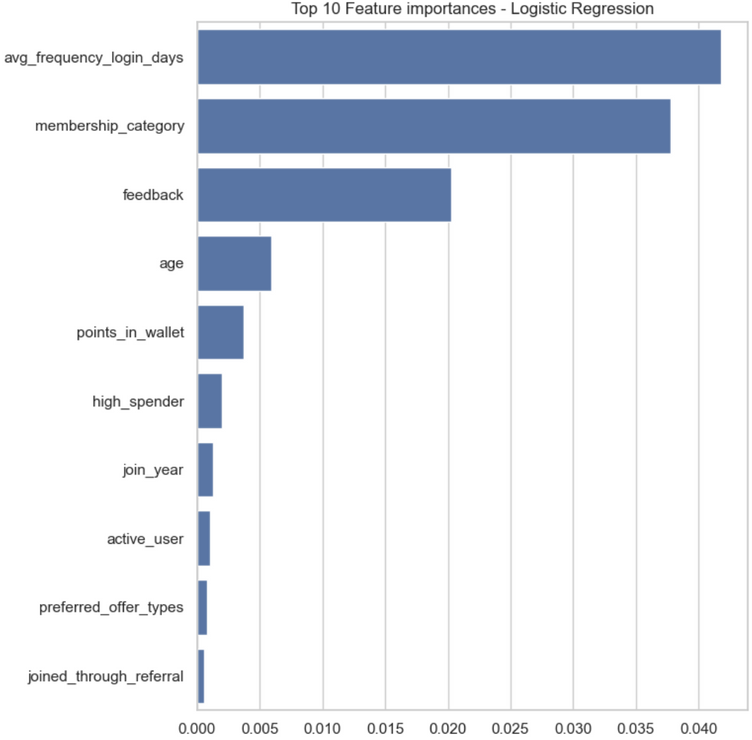 Top 10 Feature importances - Logistic Regression
avg_frequency_login_days
membership_category
feedback
age
points_in_wallet
high_spender
join_year
active_user
preferred_offer_types
joined_through_referral
0.000 0.005 0.010 0.015 0.020 0.025 0.030 0.035 0.040